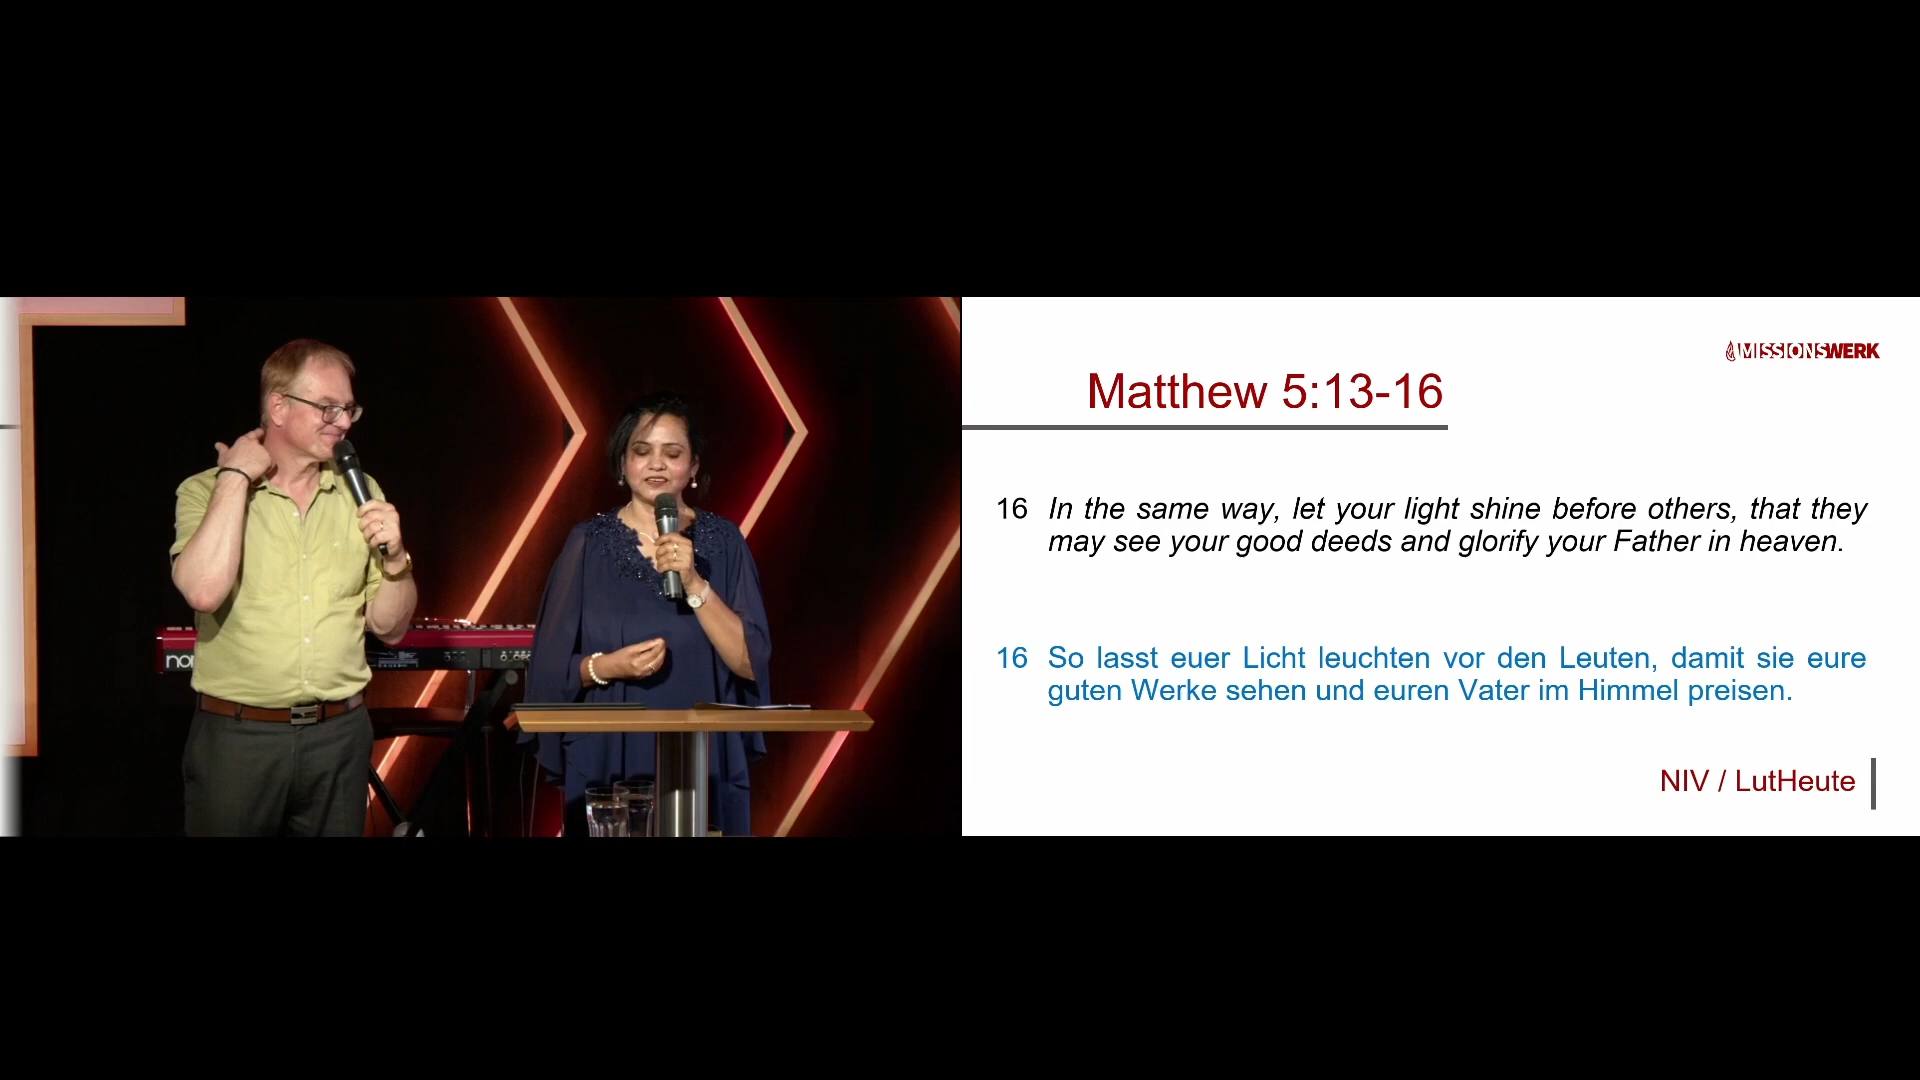 MISSIONSWERK
Matthew 5:13-16
16 In the same way, let your light shine before others, that they
may see your good deeds and glorify your Father in heaven.
16 So lasst euer Licht leuchten vor den Leuten, damit sie eure
guten Werke sehen und euren Vater im Himmel preisen.
NIV / LutHeute